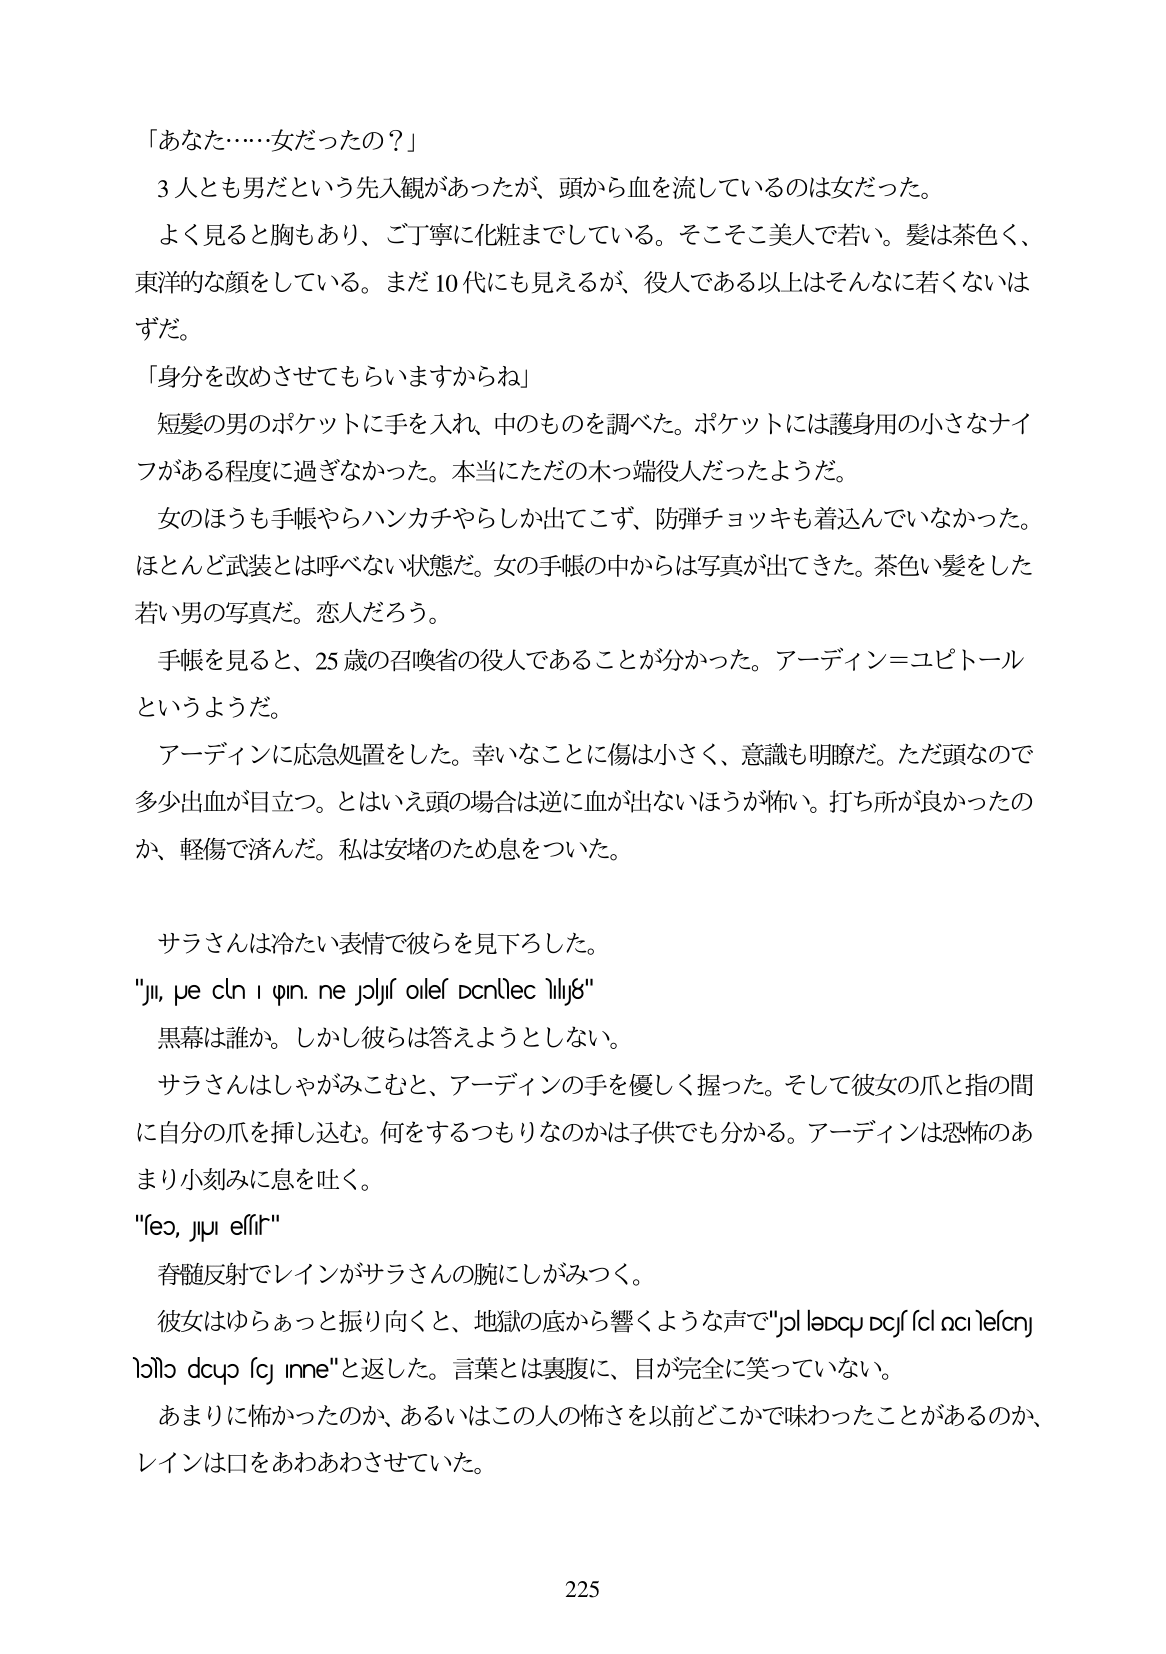 「あなた……女だったの？」
3人とも男だという先入観があったが、頭から血を流しているのは女だった。
よく見ると胸もあり、ご丁寧に化粧までしている。そこそこ美人で若い。髪は茶色く、
東洋的な顔をしている。まだ10代にも見えるが、役人である以上はそんなに若くないは
ずだ。
「身分を改めさせてもらいますからね」
短髪の男のポケットに手を入れ、中のものを調べた。ポケットには護身用の小さなナイ
フがある程度に過ぎなかった。本当にただの木っ端役人だったようだ。
女のほうも手帳やらハンカチやらしか出てこず、防弾チョッキも着込んでいなかった。
ほとんど武装とは呼べない状態だ。女の手帳の中からは写真が出てきた。茶色い髪をした
若い男の写真だ。恋人だろう。
手帳を見ると、25歳の召喚省の役人であることが分かった。アーディン＝ユピトール
というようだ。
アーディンに応急処置をした。幸いなことに傷は小さく、意識も明瞭だ。ただ頭なので
多少出血が目立つ。とはいえ頭の場合は逆に血が出ないほうが怖い。打ち所が良かったの
か、軽傷で済んだ。私は安堵のため息をついた。
サラさんは冷たい表情で彼らを見下ろした。
黒幕は誰か。しかし彼らは答えようとしない。
サラさんはしゃがみこむと、アーディンの手を優しく握った。そして彼女の爪と指の間
に自分の爪を挿し込む。何をするつもりなのかは子供でも分かる。アーディンは恐怖のあ
まり小刻みに息を吐く。
脊髄反射でレインがサラさんの腕にしがみつく。
彼女はゆらぁっと振り向くと、地獄の底から響くような声で
と返した。言葉とは裏腹に、目が完全に笑っていない。
あまりに怖かったのか、あるいはこの人の怖さを以前どこかで味わったことがあるのか、
レインは口をあわあわさせていた。
225